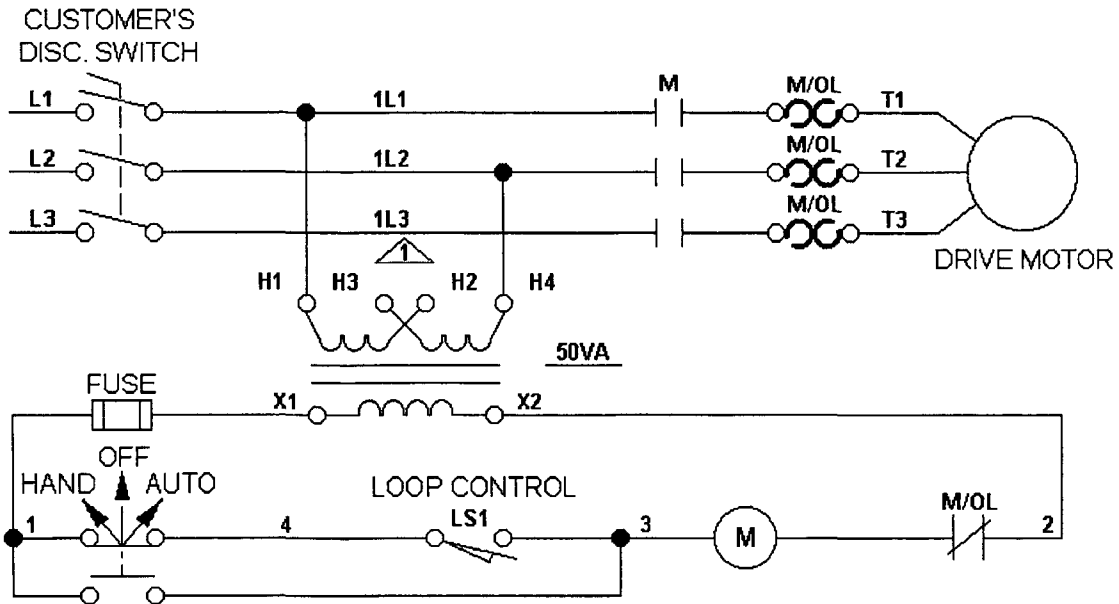 CUSTOMER'S
DISC. SWITCH
L1
1L1
M
M/OL
T1
L2
1L2
M/OL
T2
L3
1L3
M/OL
T3
1
DRIVE MOTOR
H1
H3
H2
H4
50VA
FUSE
X1
X2
OFF
HAND
AUTO
LOOP CONTROL
1
4
LS1
3
M
M/OL
2